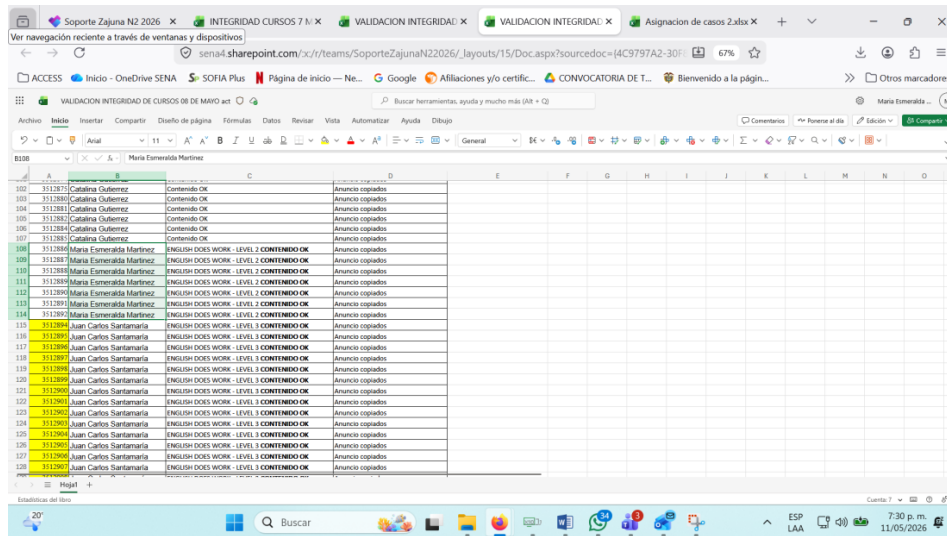 Soporte Zajuna N2 2026
INTEGRIDAD CURSOS 7 M
VALIDACION INTEGRIDAD
VALIDACION INTEGRIDAD
Asignacion de casos 2.xlsx
Ver navegación reciente a través de ventanas y dispositivos
sena4.sharepoint.com/:x:/r/teams/SoporteZajunaN22026/_layouts/15/Doc.aspx?sourcedoc={4C9797A2-30F
67%
ACCESS Inicio - OneDrive SENA SOFIA Plus Página de inicio — Ne... Google Afiliaciones y/o certific... CONVOCATORIA DE T... Bienvenido a la págin... Otros marcadores
VALIDACION INTEGRIDAD DE CURSOS 08 DE MAYO act
Buscar herramientas, ayuda y mucho más (Alt + Q)
Maria Esmeralda ...
Archivo Inicio Insertar Compartir Diseño de página Fórmulas Datos Revisar Vista Automatizar Ayuda Dibujo
Comentarios Ponerse al día Edición Compartir
Arial 11 General
B108 Maria Esmeralda Martinez
A B C D E F G H I J K L M N O
102 3512875 Catalina Gutierrez Contenido OK Anuncio copiados
103 3512880 Catalina Gutierrez Contenido OK Anuncio copiados
104 3512881 Catalina Gutierrez Contenido OK Anuncio copiados
105 3512882 Catalina Gutierrez Contenido OK Anuncio copiados
106 3512884 Catalina Gutierrez Contenido OK Anuncio copiados
107 3512885 Catalina Gutierrez Contenido OK Anuncio copiados
108 3512886 Maria Esmeralda Martinez ENGLISH DOES WORK - LEVEL 2 CONTENIDO OK Anuncio copiados
109 3512887 Maria Esmeralda Martinez ENGLISH DOES WORK - LEVEL 2 CONTENIDO OK Anuncio copiados
110 3512888 Maria Esmeralda Martinez ENGLISH DOES WORK - LEVEL 2 CONTENIDO OK Anuncio copiados
111 3512889 Maria Esmeralda Martinez ENGLISH DOES WORK - LEVEL 2 CONTENIDO OK Anuncio copiados
112 3512890 Maria Esmeralda Martinez ENGLISH DOES WORK - LEVEL 2 CONTENIDO OK Anuncio copiados
113 3512891 Maria Esmeralda Martinez ENGLISH DOES WORK - LEVEL 2 CONTENIDO OK Anuncio copiados
114 3512892 Maria Esmeralda Martinez ENGLISH DOES WORK - LEVEL 2 CONTENIDO OK Anuncio copiados
115 3512894 Juan Carlos Santamaría ENGLISH DOES WORK - LEVEL 3 CONTENIDO OK Anuncio copiados
116 3512895 Juan Carlos Santamaría ENGLISH DOES WORK - LEVEL 3 CONTENIDO OK Anuncio copiados
117 3512896 Juan Carlos Santamaría ENGLISH DOES WORK - LEVEL 3 CONTENIDO OK Anuncio copiados
118 3512897 Juan Carlos Santamaría ENGLISH DOES WORK - LEVEL 3 CONTENIDO OK Anuncio copiados
119 3512898 Juan Carlos Santamaría ENGLISH DOES WORK - LEVEL 3 CONTENIDO OK Anuncio copiados
120 3512899 Juan Carlos Santamaría ENGLISH DOES WORK - LEVEL 3 CONTENIDO OK Anuncio copiados
121 3512900 Juan Carlos Santamaría ENGLISH DOES WORK - LEVEL 3 CONTENIDO OK Anuncio copiados
122 3512901 Juan Carlos Santamaría ENGLISH DOES WORK - LEVEL 3 CONTENIDO OK Anuncio copiados
123 3512902 Juan Carlos Santamaría ENGLISH DOES WORK - LEVEL 3 CONTENIDO OK Anuncio copiados
124 3512903 Juan Carlos Santamaría ENGLISH DOES WORK - LEVEL 3 CONTENIDO OK Anuncio copiados
125 3512904 Juan Carlos Santamaría ENGLISH DOES WORK - LEVEL 3 CONTENIDO OK Anuncio copiados
126 3512905 Juan Carlos Santamaría ENGLISH DOES WORK - LEVEL 3 CONTENIDO OK Anuncio copiados
127 3512906 Juan Carlos Santamaría ENGLISH DOES WORK - LEVEL 3 CONTENIDO OK Anuncio copiados
128 3512907 Juan Carlos Santamaría ENGLISH DOES WORK - LEVEL 3 CONTENIDO OK Anuncio copiados
Hoja1
Estadísticas del libro
20°
Buscar
34
3
ESP
LAA
7:30 p. m.
11/05/2026